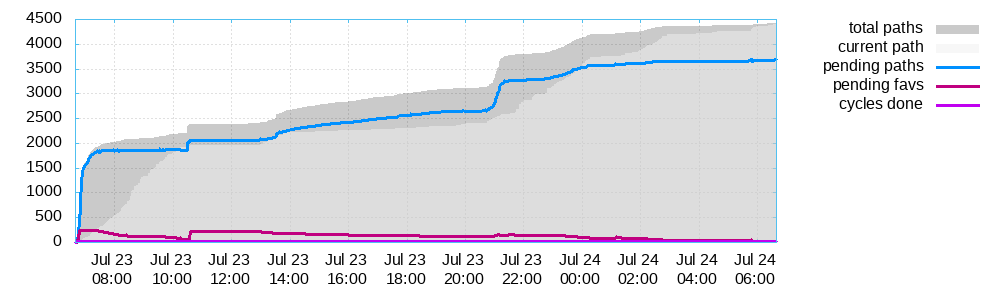 4500
4000
3500
3000
2500
2000
1500
1000
500
0
Jul 23 Jul 23 Jul 23 Jul 23 Jul 23 Jul 23 Jul 23 Jul 23 Jul 24 Jul 24 Jul 24 Jul 24
08:00 10:00 12:00 14:00 16:00 18:00 20:00 22:00 00:00 02:00 04:00 06:00
total paths
current path
pending paths
pending favs
cycles done